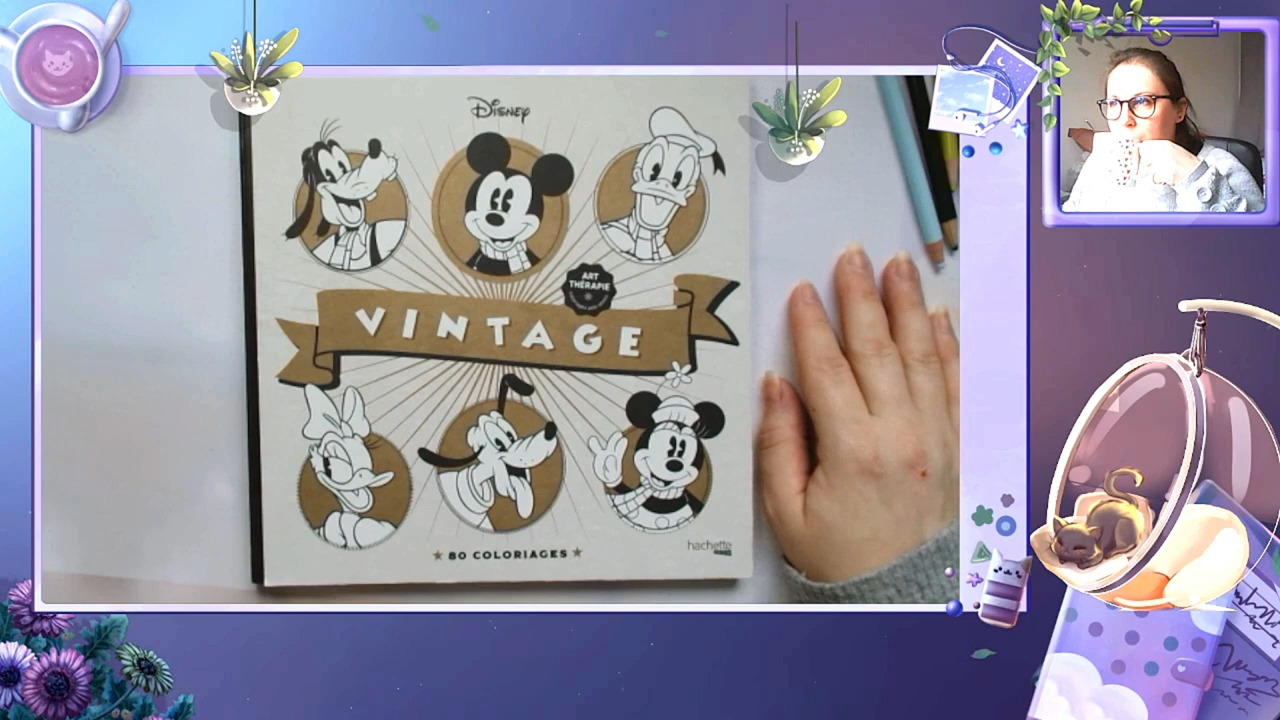 Disney
ART
THÉRAPIE
VINTAGE
80 COLORIAGES
hachette